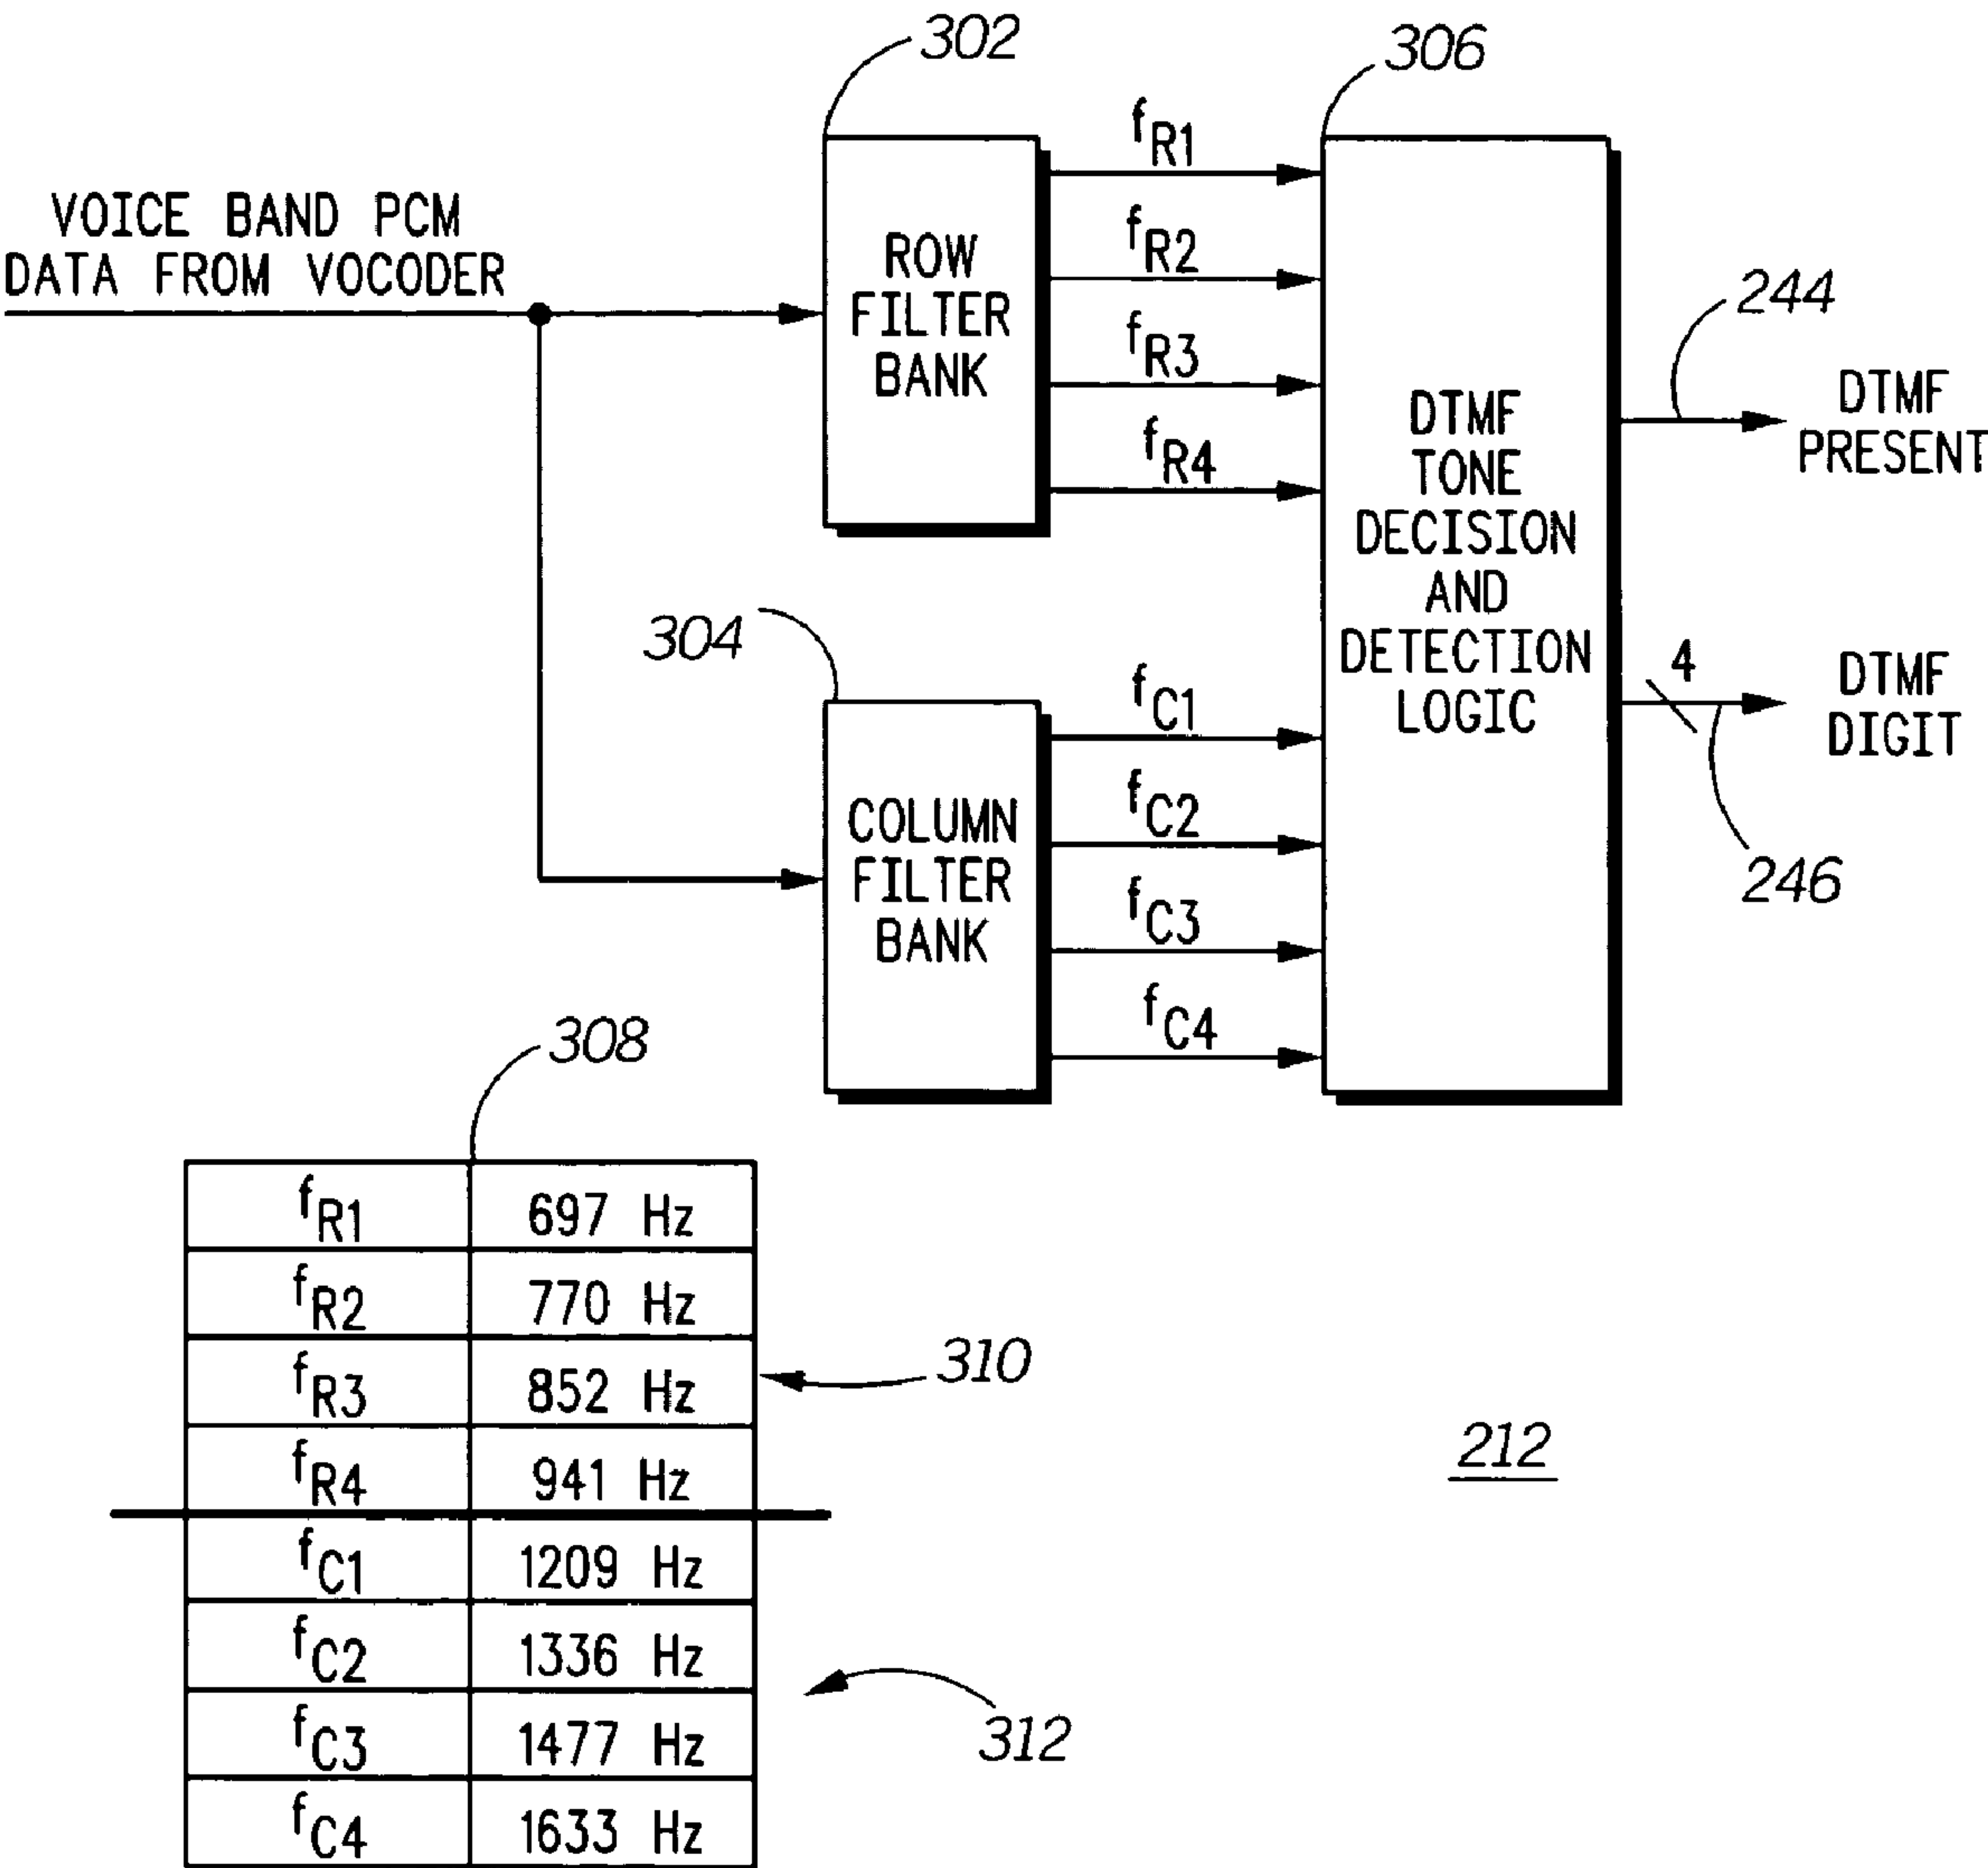 302
306
VOICE BAND PCM
DATA FROM VOCODER
ROW
FILTER
BANK
fR1
fR2
fR3
fR4
DTMF
TONE
DECISION
AND
DETECTION
LOGIC
244
DTMF
PRESENT
4
DTMF
DIGIT
246
304
COLUMN
FILTER
BANK
fC1
fC2
fC3
fC4
308
fR1 697 Hz
fR2 770 Hz
fR3 852 Hz
fR4 941 Hz
fC1 1209 Hz
fC2 1336 Hz
fC3 1477 Hz
fC4 1633 Hz
310
312
212